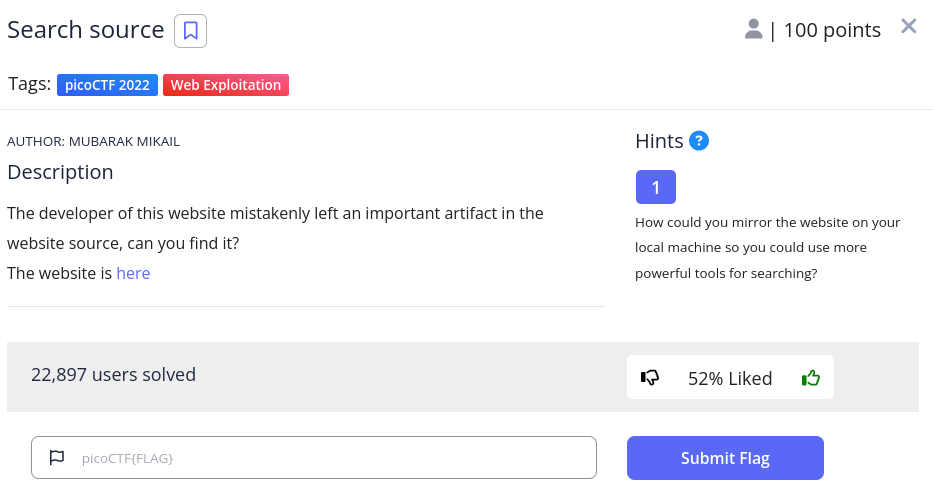 Search source
| 100 points
Tags: picoCTF 2022 Web Exploitation
AUTHOR: MUBARAK MIKAIL
Description
The developer of this website mistakenly left an important artifact in the
website source, can you find it?
The website is here
Hints ?
1
How could you mirror the website on your
local machine so you could use more
powerful tools for searching?
22,897 users solved
52% Liked
picoCTF{FLAG}
Submit Flag